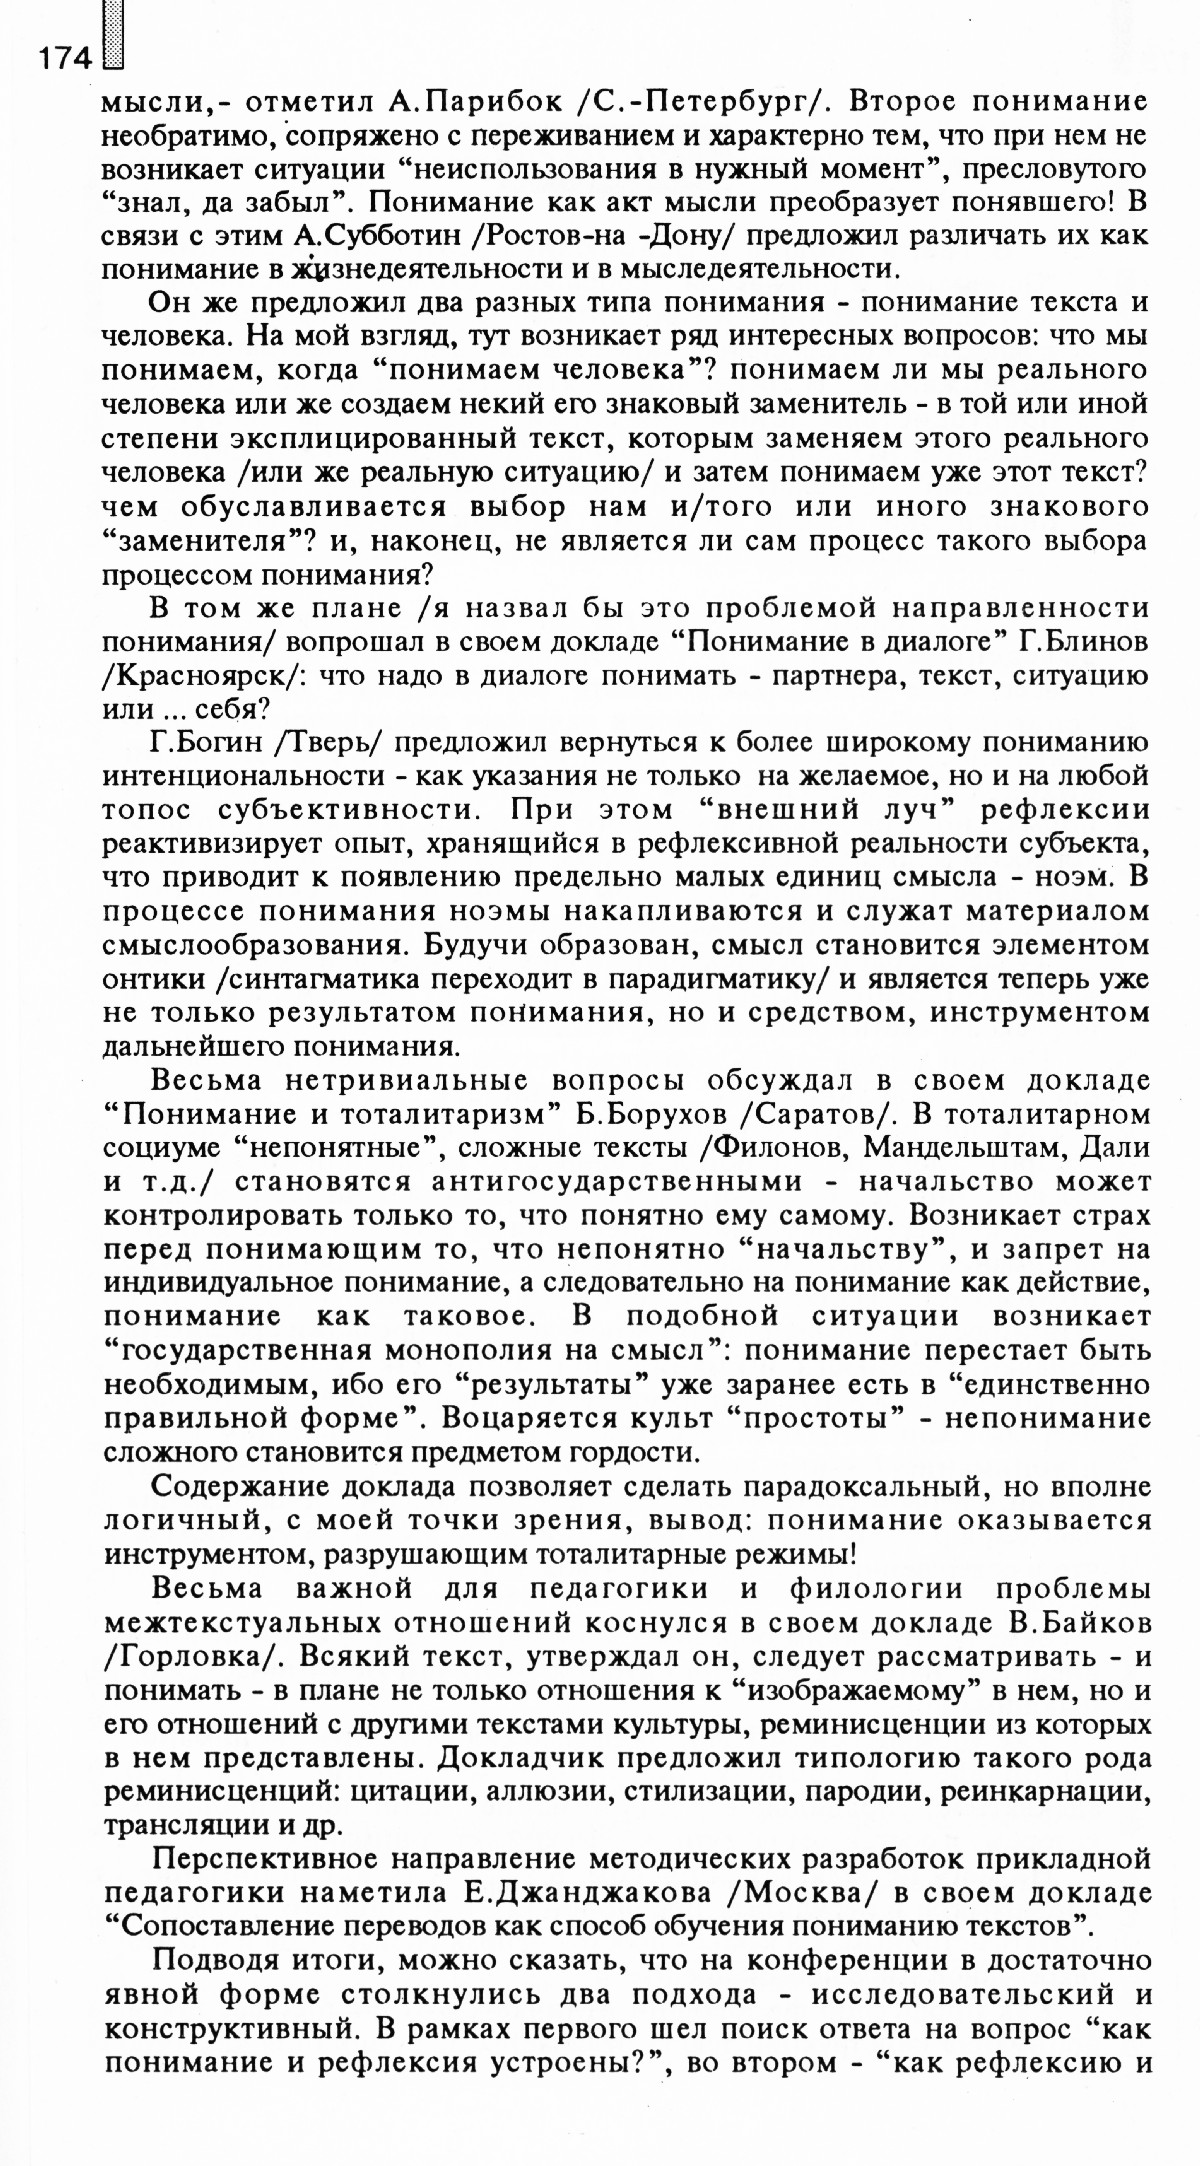 174
мысли,- отметил А.Парибок /С.-Петербург/. Второе понимание
необратимо, сопряжено с переживанием и характерно тем, что при нем не
возникает ситуации “неиспользования в нужный момент”, пресловутого
“знал, да забыл”. Понимание как акт мысли преобразует понявшего! В
связи с этим А.Субботин /Ростов-на -Дону/ предложил различать их как
понимание в жизнедеятельности и в мыследеятельности.
Он же предложил два разных типа понимания - понимание текста и
человека. На мой взгляд, тут возникает ряд интересных вопросов: что мы
понимаем, когда “понимаем человека”? понимаем ли мы реального
человека или же создаем некий его знаковый заменитель - в той или иной
степени эксплицированный текст, которым заменяем этого реального
человека /или же реальную ситуацию/ и затем понимаем уже этот текст?
чем обуславливается выбор нам и/того или иного знакового
“заменителя”? и, наконец, не является ли сам процесс такого выбора
процессом понимания?
В том же плане /я назвал бы это проблемой направленности
понимания/ вопрошал в своем докладе “Понимание в диалоге” Г.Блинов
/Красноярск/: что надо в диалоге понимать - партнера, текст, ситуацию
или ... себя?
Г.Богин /Тверь/ предложил вернуться к более широкому пониманию
интенциональности - как указания не только на желаемое, но и на любой
топос субъективности. При этом “внешний луч” рефлексии
реактивизирует опыт, хранящийся в рефлексивной реальности субъекта,
что приводит к появлению предельно малых единиц смысла - ноэм. В
процессе понимания ноэмы накапливаются и служат материалом
смыслообразования. Будучи образован, смысл становится элементом
онтики /синтагматика переходит в парадигматику/ и является теперь уже
не только результатом понимания, но и средством, инструментом
дальнейшего понимания.
Весьма нетривиальные вопросы обсуждал в своем докладе
“Понимание и тоталитаризм” Б.Борухов /Саратов/. В тоталитарном
социуме “непонятные”, сложные тексты /Филонов, Мандельштам, Дали
и т.д./ становятся антигосударственными - начальство может
контролировать только то, что понятно ему самому. Возникает страх
перед понимающим то, что непонятно “начальству”, и запрет на
индивидуальное понимание, а следовательно на понимание как действие,
понимание как таковое. В подобной ситуации возникает
“государственная монополия на смысл”: понимание перестает быть
необходимым, ибо его “результаты” уже заранее есть в “единственно
правильной форме”. Воцаряется культ “простоты” - непонимание
сложного становится предметом гордости.
Содержание доклада позволяет сделать парадоксальный, но вполне
логичный, с моей точки зрения, вывод: понимание оказывается
инструментом, разрушающим тоталитарные режимы!
Весьма важной для педагогики и филологии проблемы
межтекстуальных отношений коснулся в своем докладе В.Байков
/Горловка/. Всякий текст, утверждал он, следует рассматривать - и
понимать - в плане не только отношения к “изображаемому” в нем, но и
его отношений с другими текстами культуры, реминисценции из которых
в нем представлены. Докладчик предложил типологию такого рода
реминисценций: цитации, аллюзии, стилизации, пародии, реинкарнации,
трансляции и др.
Перспективное направление методических разработок прикладной
педагогики наметила Е.Джанджакова /Москва/ в своем докладе
“Сопоставление переводов как способ обучения пониманию текстов”.
Подводя итоги, можно сказать, что на конференции в достаточно
явной форме столкнулись два подхода - исследовательский и
конструктивный. В рамках первого шел поиск ответа на вопрос “как
понимание и рефлексия устроены?”, во втором - “как рефлексию и